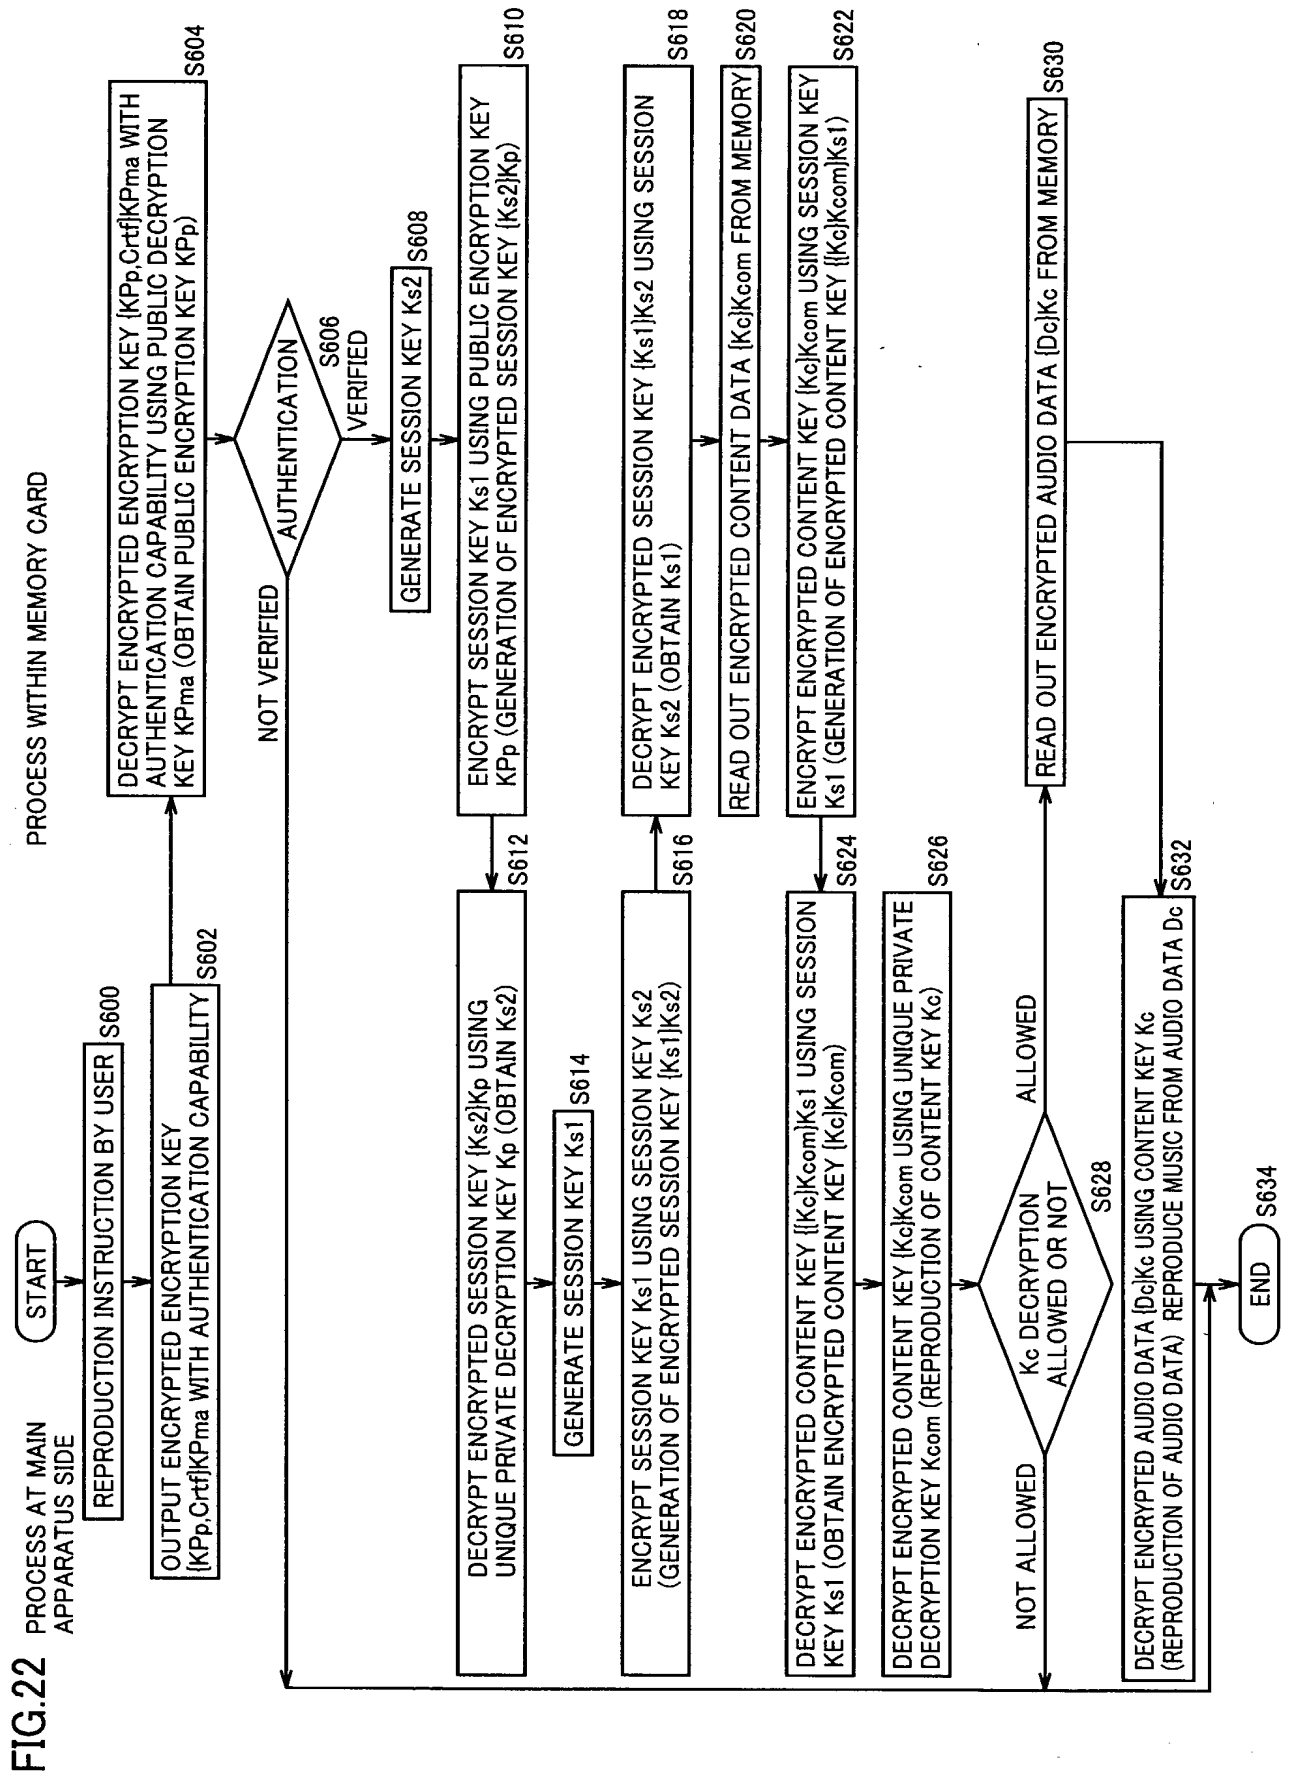 FIG.22
PROCESS AT MAIN
APPARATUS SIDE
PROCESS WITHIN MEMORY CARD
START
REPRODUCTION INSTRUCTION BY USER
S600
OUTPUT ENCRYPTED ENCRYPTION KEY
{KPp,Crtf}KPma WITH AUTHENTICATION CAPABILITY
S602
DECRYPT ENCRYPTED ENCRYPTION KEY {KPp,Crtf}KPma WITH
AUTHENTICATION CAPABILITY USING PUBLIC DECRYPTION
KEY KPma (OBTAIN PUBLIC ENCRYPTION KEY KPp)
S604
AUTHENTICATION
S606
NOT VERIFIED
VERIFIED
GENERATE SESSION KEY Ks2
S608
ENCRYPT SESSION KEY Ks1 USING PUBLIC ENCRYPTION KEY
KPp (GENERATION OF ENCRYPTED SESSION KEY {Ks2}Kp)
S610
DECRYPT ENCRYPTED SESSION KEY {Ks2}Kp USING
UNIQUE PRIVATE DECRYPTION KEY Kp (OBTAIN Ks2)
S612
GENERATE SESSION KEY Ks1
S614
ENCRYPT SESSION KEY Ks1 USING SESSION KEY Ks2
(GENERATION OF ENCRYPTED SESSION KEY {Ks1}Ks2)
S616
DECRYPT ENCRYPTED SESSION KEY {Ks1}Ks2 USING SESSION
KEY Ks2 (OBTAIN Ks1)
S618
READ OUT ENCRYPTED CONTENT DATA {Kc}Kcom FROM MEMORY
S620
ENCRYPT ENCRYPTED CONTENT KEY {Kc}Kcom USING SESSION KEY
Ks1 (GENERATION OF ENCRYPTED CONTENT KEY {{Kc}Kcom}Ks1)
S622
DECRYPT ENCRYPTED CONTENT KEY {{Kc}Kcom}Ks1 USING SESSION
KEY Ks1 (OBTAIN ENCRYPTED CONTENT KEY {Kc}Kcom)
S624
DECRYPT ENCRYPTED CONTENT KEY {Kc}Kcom USING UNIQUE PRIVATE
DECRYPTION KEY Kcom (REPRODUCTION OF CONTENT KEY Kc)
S626
Kc DECRYPTION
ALLOWED OR NOT
S628
NOT ALLOWED
ALLOWED
READ OUT ENCRYPTED AUDIO DATA {Dc}Kc FROM MEMORY
S630
DECRYPT ENCRYPTED AUDIO DATA {Dc}Kc USING CONTENT KEY Kc
(REPRODUCTION OF AUDIO DATA) REPRODUCE MUSIC FROM AUDIO DATA Dc
S632
END
S634